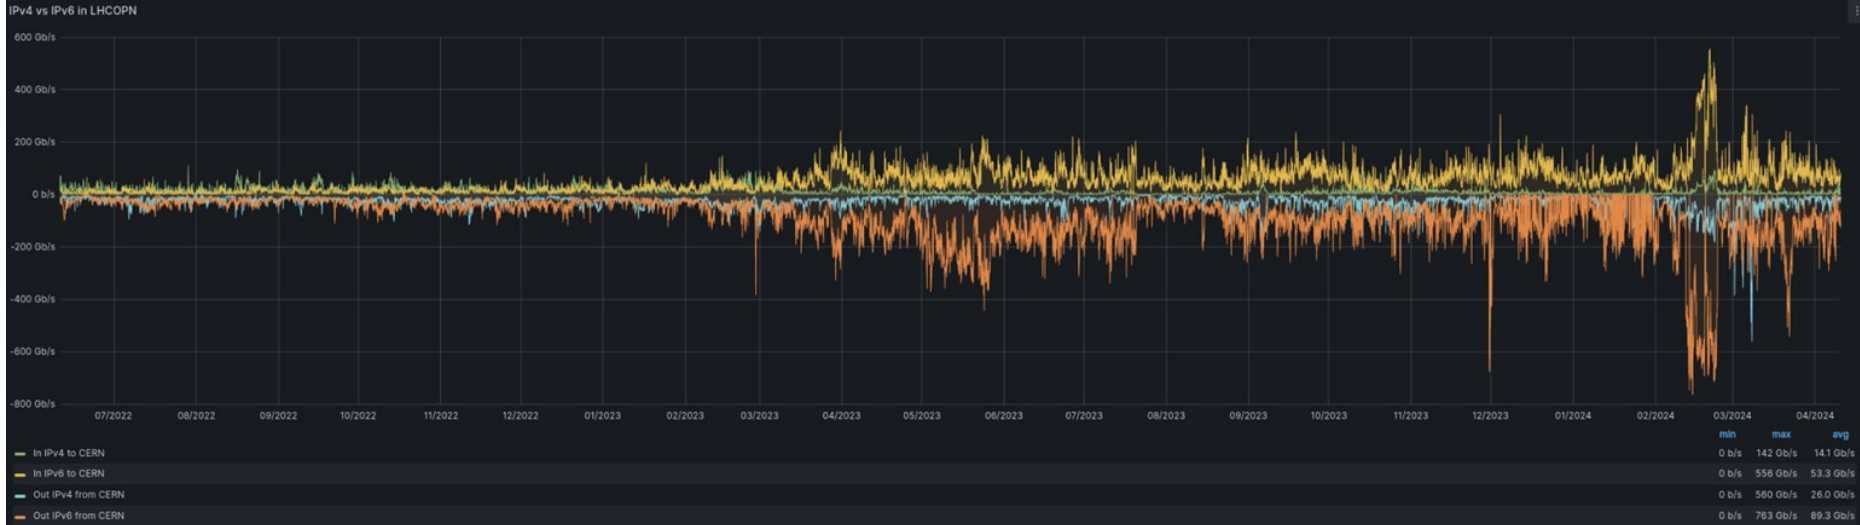 IPv4 vs IPv6 in LHCOPN
600 Gb/s
400 Gb/s
200 Gb/s
0 b/s
-200 Gb/s
-400 Gb/s
-600 Gb/s
-800 Gb/s
07/2022 08/2022 09/2022 10/2022 11/2022 12/2022 01/2023 02/2023 03/2023 04/2023 05/2023 06/2023 07/2023 08/2023 09/2023 10/2023 11/2023 12/2023 01/2024 02/2024 03/2024 04/2024
min max avg
In IPv4 to CERN 0 b/s 142 Gb/s 14.1 Gb/s
In IPv6 to CERN 0 b/s 556 Gb/s 53.3 Gb/s
Out IPv4 from CERN 0 b/s 560 Gb/s 26.0 Gb/s
Out IPv6 from CERN 0 b/s 763 Gb/s 89.3 Gb/s